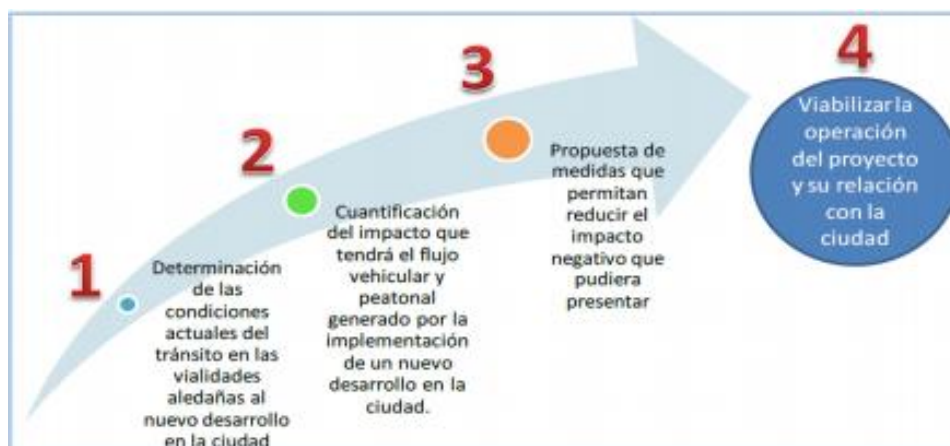 1
Determinación
de las
condiciones
actuales del
tránsito en las
vialidades
aledañas al
nuevo desarrollo
en la ciudad
2
Cuantificación
del impacto que
tendrá el flujo
vehicular y
peatonal
generado por la
implementación
de un nuevo
desarrollo en la
ciudad.
3
Propuesta de
medidas que
permitan
reducir el
impacto
negativo que
pudiera
presentar
4
Viabilizar la
operación
del proyecto
y su relación
con la
ciudad